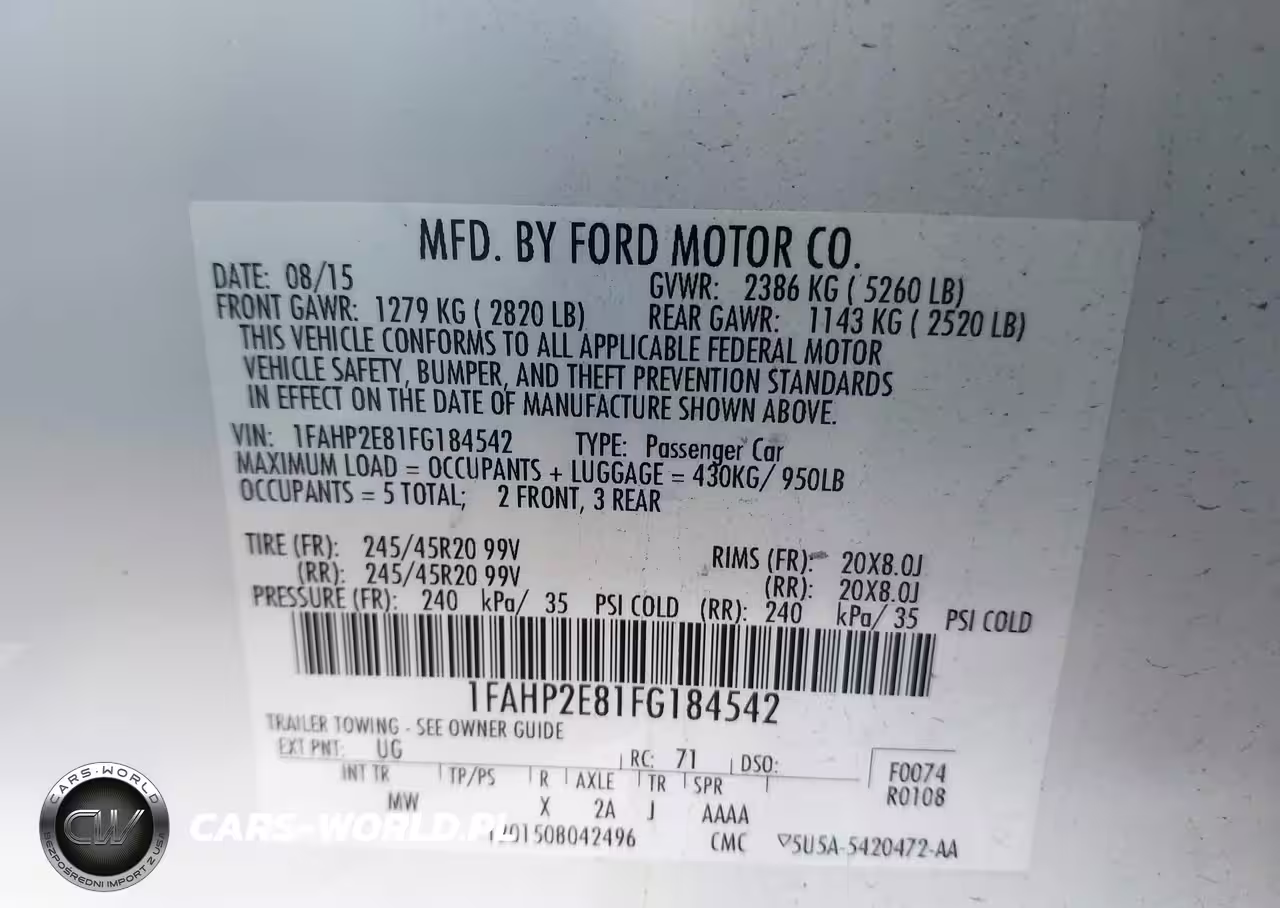 MFD. BY FORD MOTOR CO.
DATE: 08/15 GVWR: 2386 KG ( 5260 LB)
FRONT GAWR: 1279 KG ( 2820 LB) REAR GAWR: 1143 KG ( 2520 LB)
THIS VEHICLE CONFORMS TO ALL APPLICABLE FEDERAL MOTOR
VEHICLE SAFETY, BUMPER, AND THEFT PREVENTION STANDARDS
IN EFFECT ON THE DATE OF MANUFACTURE SHOWN ABOVE.
VIN: 1FAHP2E81FG184542 TYPE: Passenger Car
MAXIMUM LOAD = OCCUPANTS + LUGGAGE = 430KG/ 950LB
OCCUPANTS = 5 TOTAL; 2 FRONT, 3 REAR
TIRE (FR): 245/45R20 99V RIMS (FR): 20X8.0J
(RR): 245/45R20 99V (RR): 20X8.0J
PRESSURE (FR): 240 kPa/ 35 PSI COLD (RR): 240 kPa/ 35 PSI COLD
1FAHP2E81FG184542
TRAILER TOWING - SEE OWNER GUIDE
EXT PNT: UG RC: 71 DSO:
INT TR TP/PS R AXLE TR SPR
F0074
R0108
MW X 2A J AAAA
CMC 5U5A-5420472-AA
CARS-WORLD
CW
BEZPOŚREDNI IMPORT Z USA
CARS-WORLD.PL